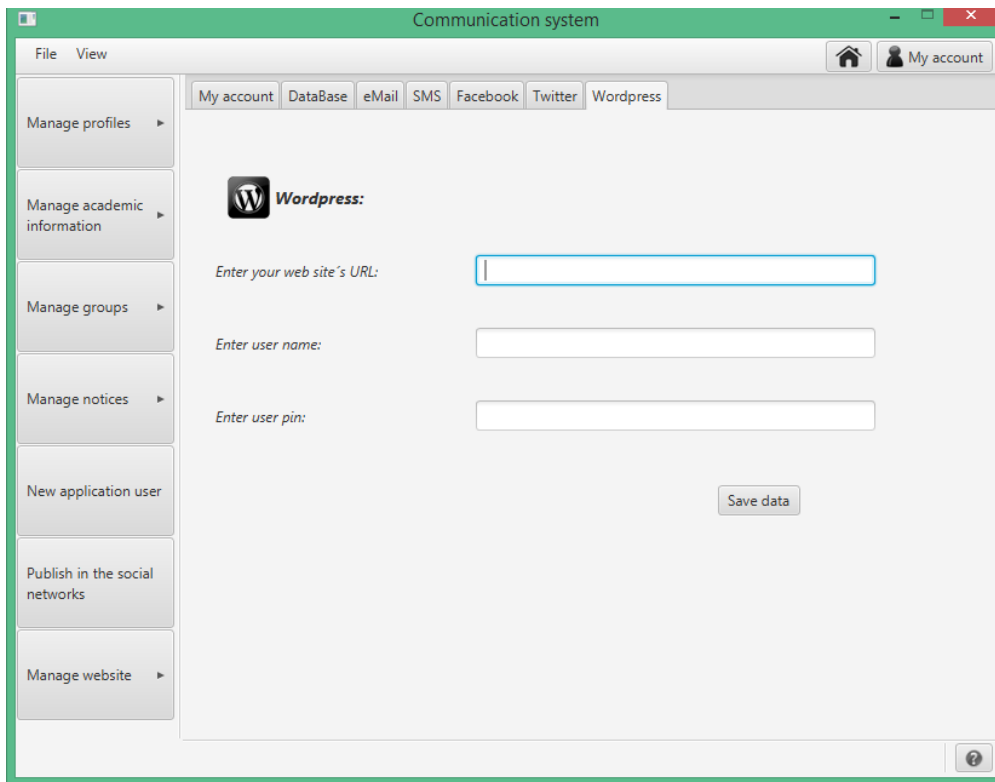 Communication system
File View
My account
My account DataBase eMail SMS Facebook Twitter Wordpress
Manage profiles
Manage academic
information
Manage groups
Manage notices
New application user
Publish in the social
networks
Manage website
Wordpress:
Enter your web site´s URL:
Enter user name:
Enter user pin:
Save data